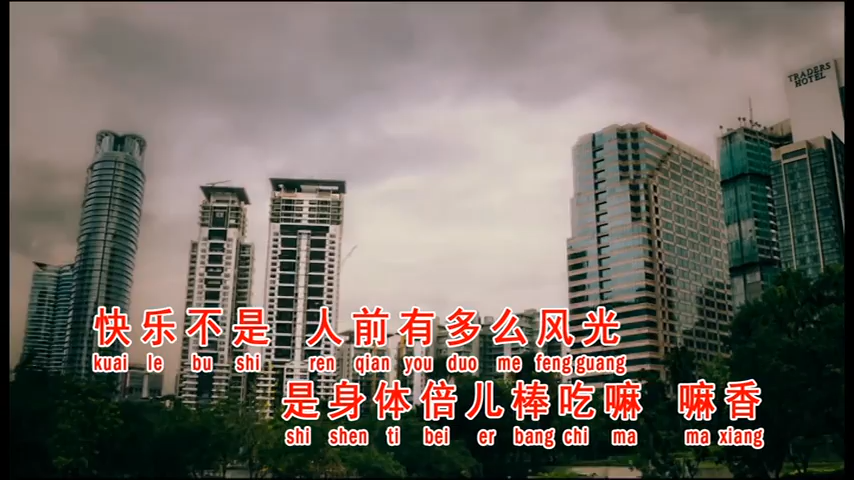 TRADERS
HOTEL
快乐不是 人前有多么风光
kuai le bu shi ren qian you duo me feng guang
是身体倍儿棒吃嘛 嘛香
shi shen ti bei er bang chi ma ma xiang